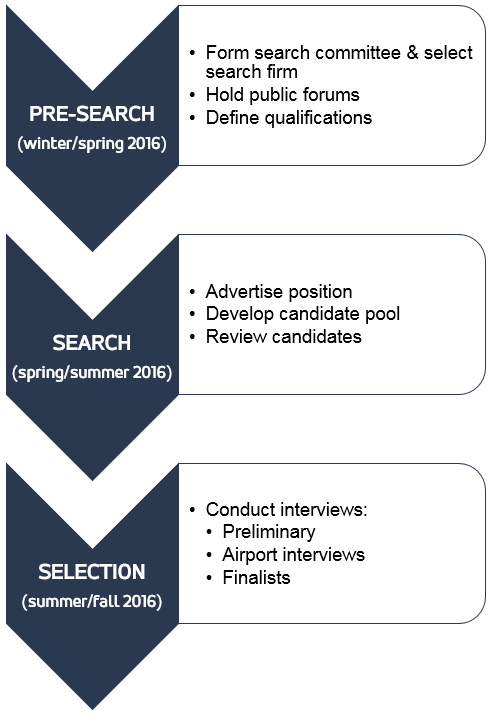 PRE-SEARCH
(winter/spring 2016)
• Form search committee & select
search firm
• Hold public forums
• Define qualifications
SEARCH
(spring/summer 2016)
• Advertise position
• Develop candidate pool
• Review candidates
SELECTION
(summer/fall 2016)
• Conduct interviews:
• Preliminary
• Airport interviews
• Finalists